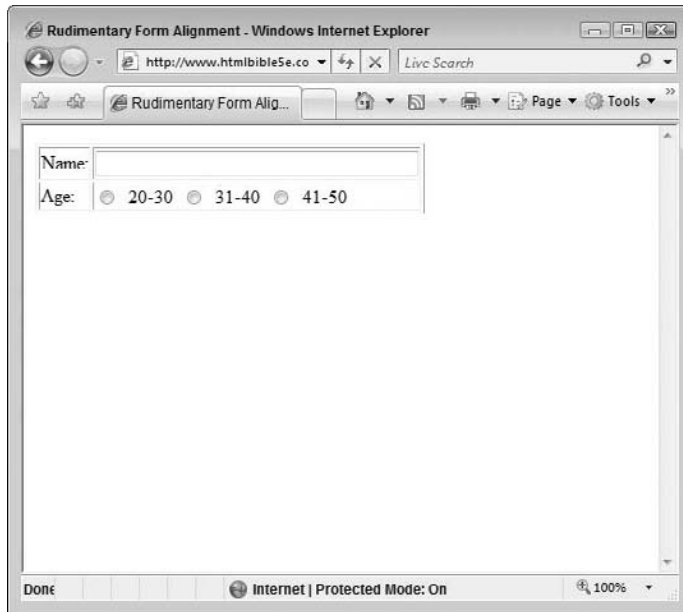 Rudimentary Form Alignment - Windows Internet Explorer
http://www.htmlbible5e.co
Live Search
Rudimentary Form Alig...
Page
Tools
Name:
Age: 20-30 31-40 41-50
Done
Internet | Protected Mode: On
100%